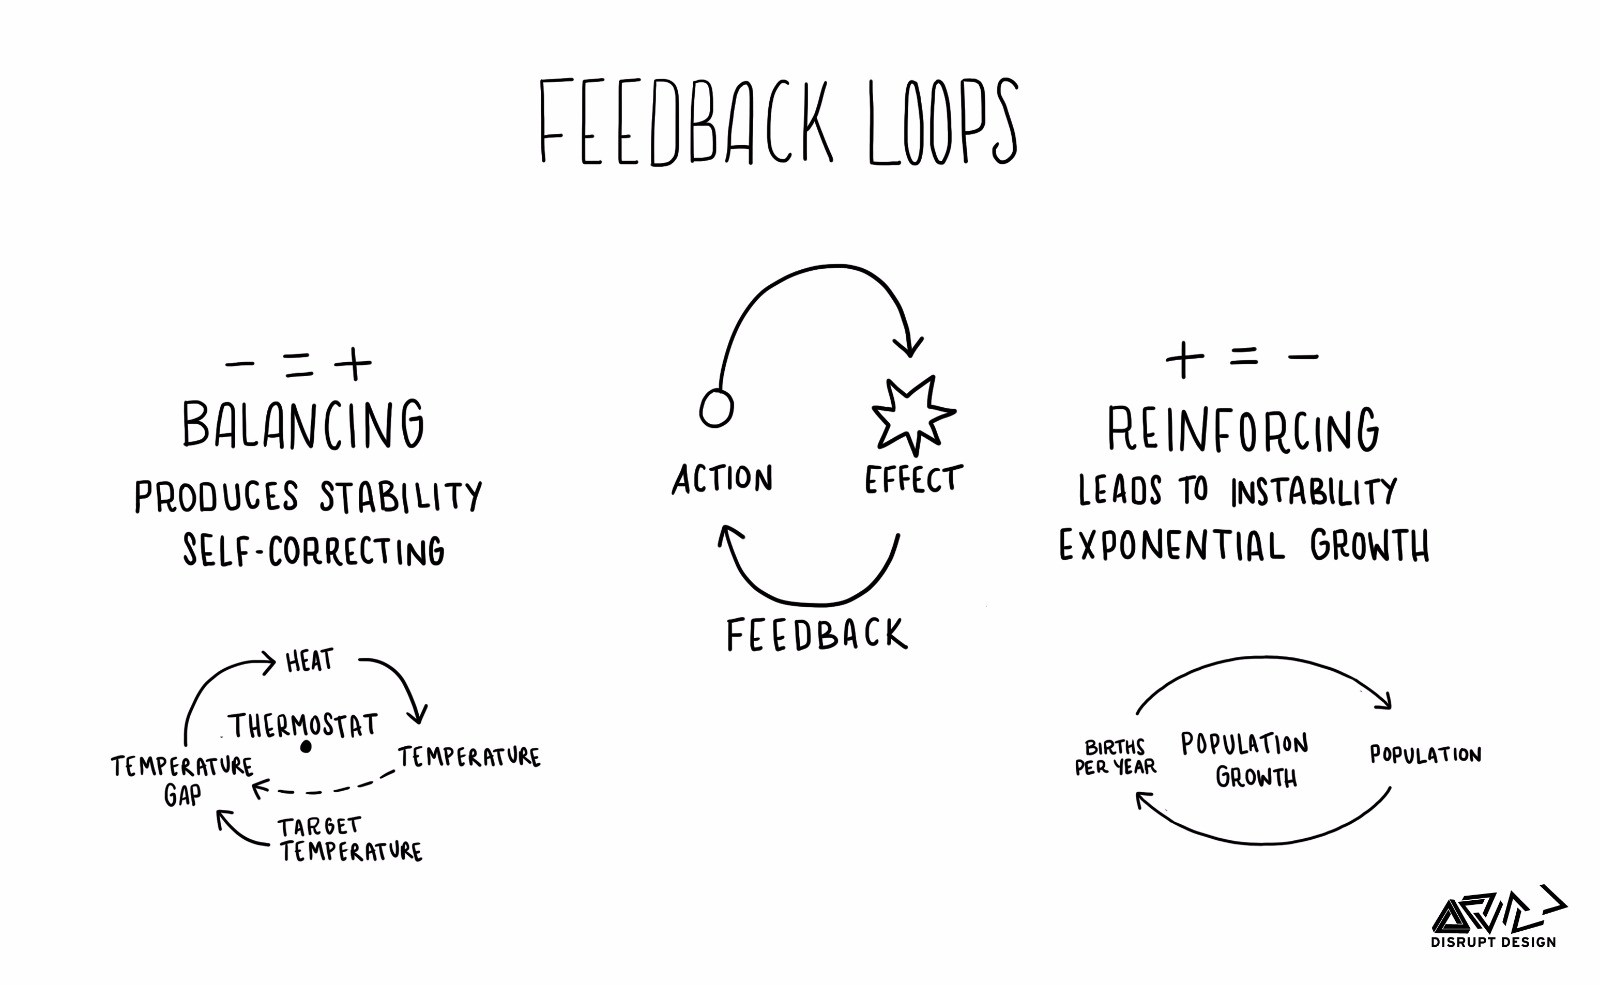 FEEDBACK LOOPS
- = +
BALANCING
PRODUCES STABILITY
SELF-CORRECTING
ACTION
EFFECT
FEEDBACK
+ = -
REINFORCING
LEADS TO INSTABILITY
EXPONENTIAL GROWTH
HEAT
THERMOSTAT
TEMPERATURE
TEMPERATURE
GAP
TARGET
TEMPERATURE
BIRTHS
PER YEAR
POPULATION
GROWTH
POPULATION
DISRUPT DESIGN